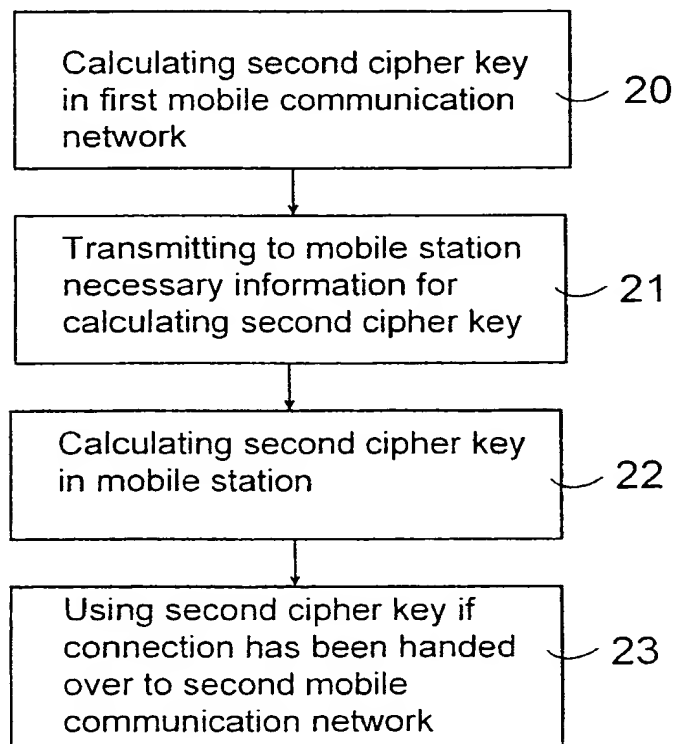 Calculating second cipher key
in first mobile communication
network
20
Transmitting to mobile station
necessary information for
calculating second cipher key
21
Calculating second cipher key
in mobile station
22
Using second cipher key if
connection has been handed
over to second mobile
communication network
23